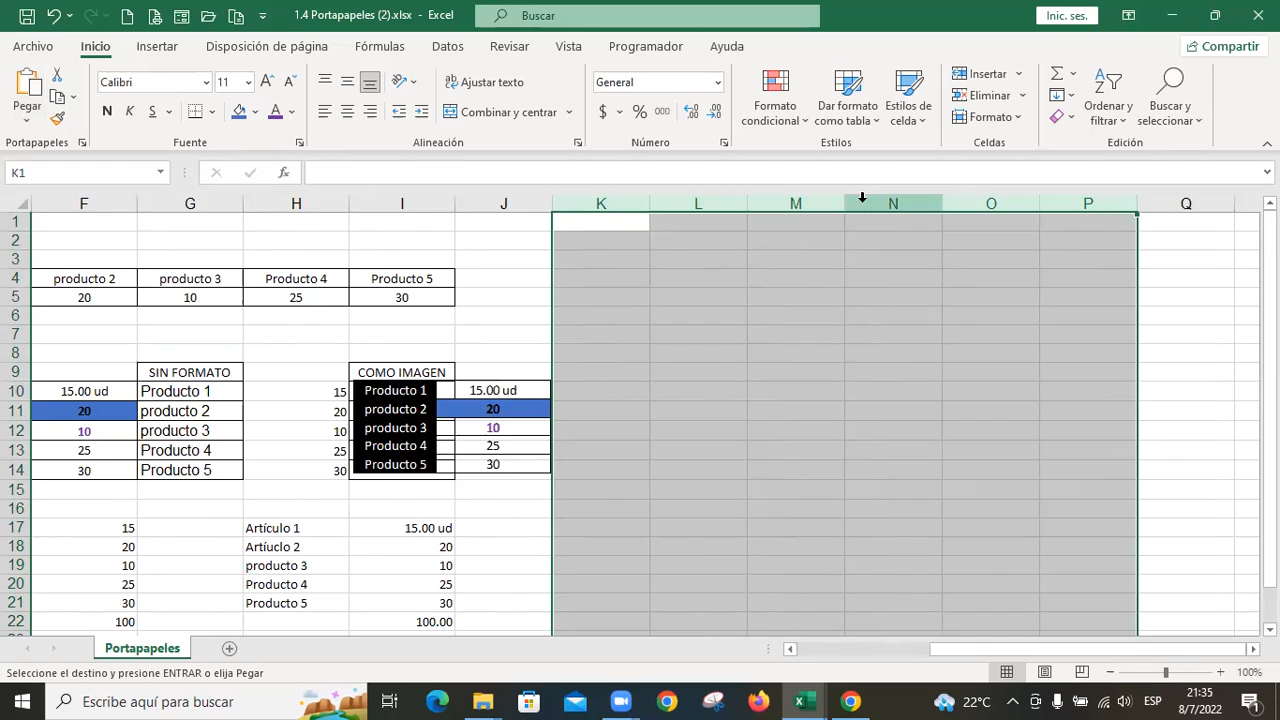 1.4 Portapapeles (2).xlsx - Excel
Buscar
Inic. ses.
Archivo Inicio Insertar Disposición de página Fórmulas Datos Revisar Vista Programador Ayuda Compartir
Pegar
Calibri 11
N K S
Ajustar texto
Combinar y centrar
General
$ % 000
Formato condicional
Dar formato como tabla
Estilos de celda
Insertar
Eliminar
Formato
Ordenar y filtrar
Buscar y seleccionar
Portapapeles Fuente Alineación Número Estilos Celdas Edición
K1
F G H I J K L M N O P Q
1
2
3
4 producto 2 producto 3 Producto 4 Producto 5
5 20 10 25 30
6
7
8
9 SIN FORMATO COMO IMAGEN
10 15.00 ud Producto 1 15 Producto 1 15.00 ud
11 20 producto 2 20 producto 2 20
12 10 producto 3 10 producto 3 10
13 25 Producto 4 25 Producto 4 25
14 30 Producto 5 30 Producto 5 30
15
16
17 15 Artículo 1 15.00 ud
18 20 Artíuclo 2 20
19 10 producto 3 10
20 25 Producto 4 25
21 30 Producto 5 30
22 100 100.00
Portapapeles
Seleccione el destino y presione ENTRAR o elija Pegar
100%
Escribe aquí para buscar
22°C
ESP
21:35
8/7/2022